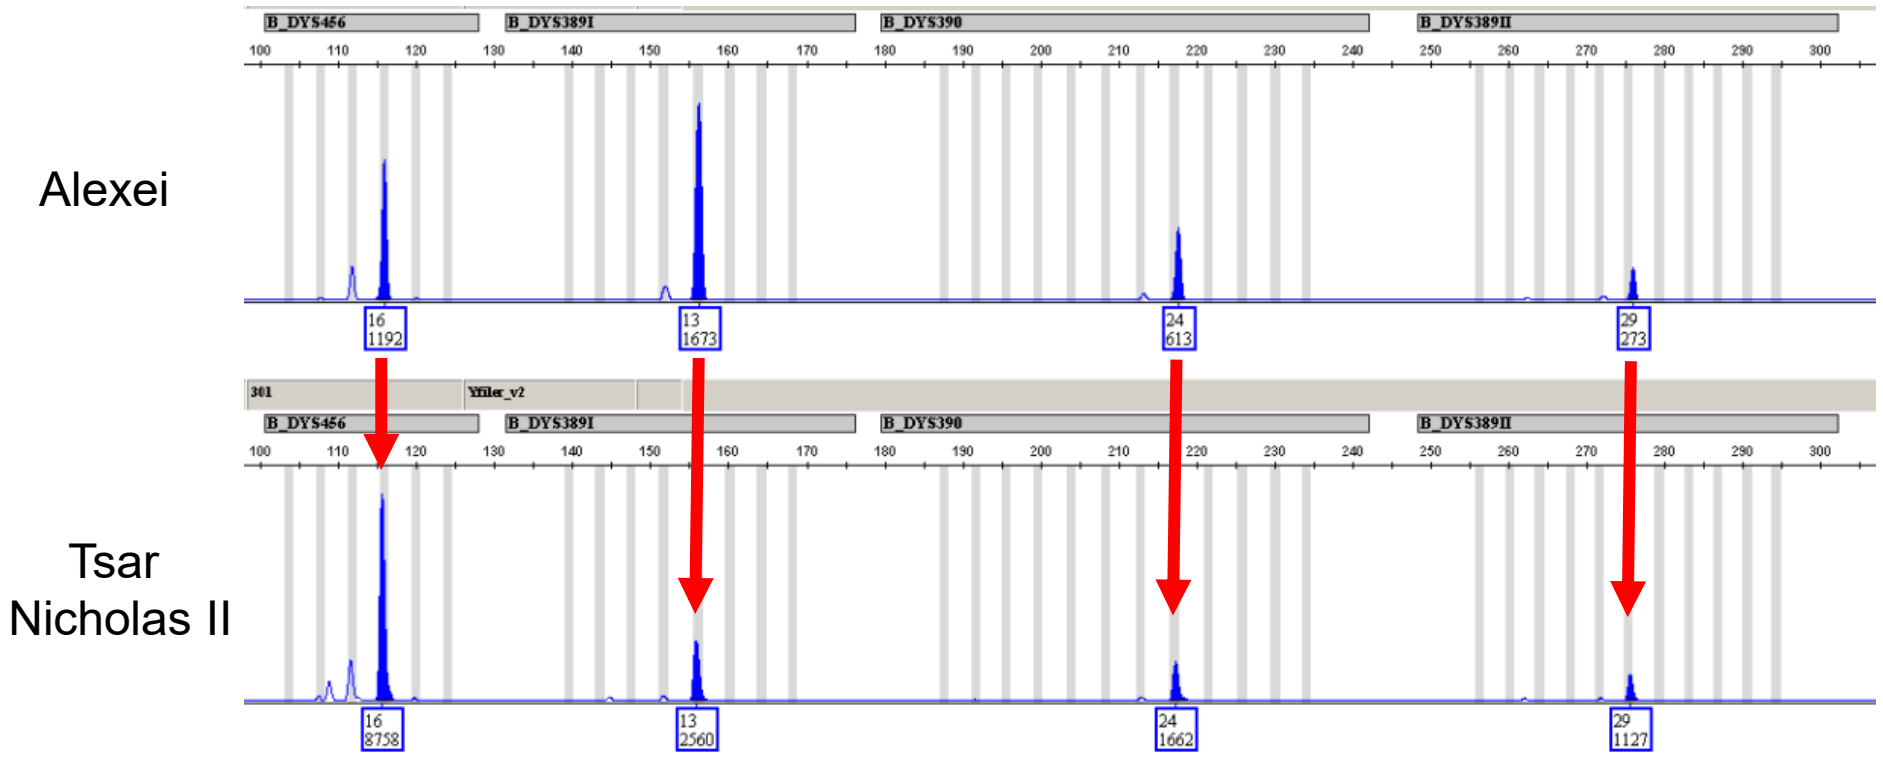 B_DYS456 B_DYS389I B_DYS390 B_DYS389II
100 110 120 130 140 150 160 170 180 190 200 210 220 230 240 250 260 270 280 290 300
Alexei
16 13 24 29
1192 1673 613 273
301 Yfiler_v2
B_DYS456 B_DYS389I B_DYS390 B_DYS389II
100 110 120 130 140 150 160 170 180 190 200 210 220 230 240 250 260 270 280 290 300
Tsar
Nicholas II
16 13 24 29
8758 2560 1662 1127